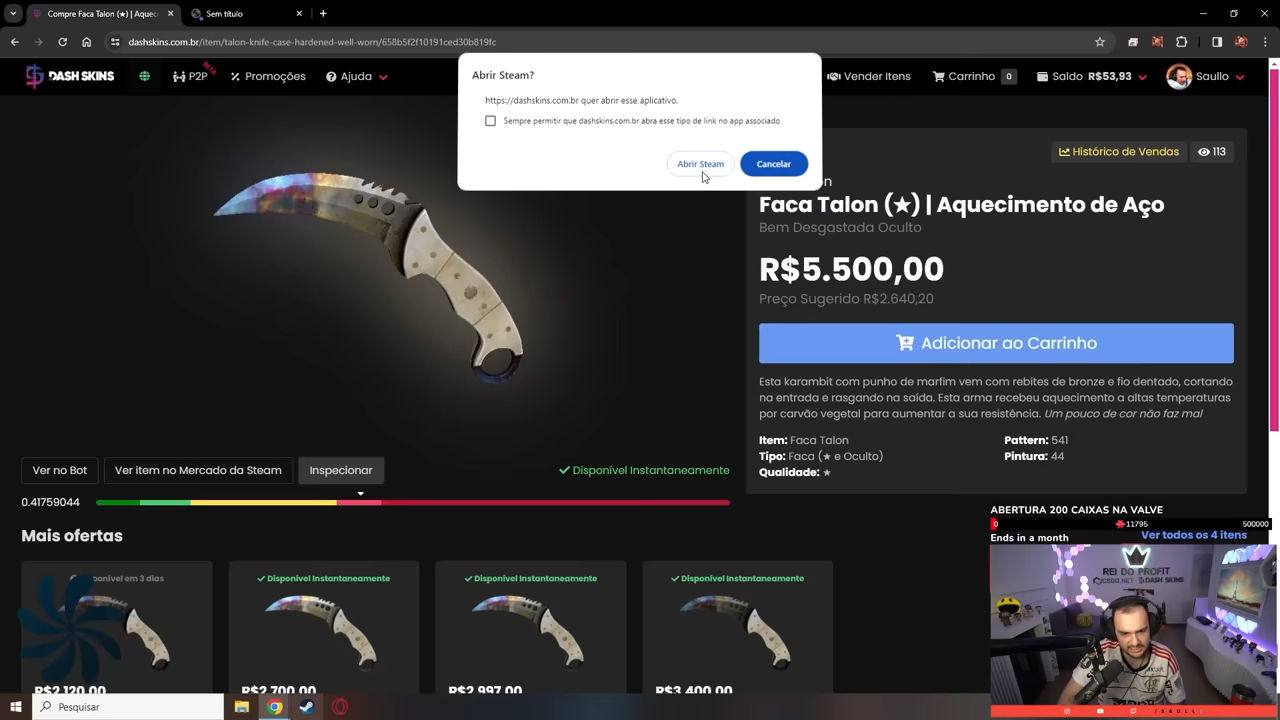 Compre Faca Talon (★) | Aquec
Sem título
dashskins.com.br/item/talon-knife-case-hardened-well-worn/658b5f2f10191ced30b819fc
DASH SKINS
P2P
Promoções
Ajuda
Vender Itens
Carrinho 0
Saldo R$53,93
Saullo
Abrir Steam?
https://dashskins.com.br quer abrir esse aplicativo.
Sempre permitir que dashskins.com.br abra esse tipo de link no app associado
Abrir Steam
Cancelar
Histórico de Vendas
113
Faca Talon (★) | Aquecimento de Aço
Bem Desgastada Oculto
R$5.500,00
Preço Sugerido R$2.640,20
Adicionar ao Carrinho
Esta karambit com punho de marfim vem com rebites de bronze e fio dentado, cortando
na entrada e rasgando na saída. Esta arma recebeu aquecimento a altas temperaturas
por carvão vegetal para aumentar a sua resistência. Um pouco de cor não faz mal
Item: Faca Talon
Pattern: 541
Tipo: Faca (★ e Oculto)
Pintura: 44
Qualidade: ★
Ver no Bot
Ver item no Mercado da Steam
Inspecionar
Disponível Instantaneamente
0.41759044
Mais ofertas
Ver todos os 4 itens
ABERTURA 200 CAIXAS NA VALVE
0
11795
500000
Ends in a month
REI DO PROFIT
CSGO.NET
DASH SKINS
em 3 dias
Disponível Instantaneamente
Disponível Instantaneamente
Disponível Instantaneamente
R$2.120,00
R$2.700,00
R$2.997,00
R$3.400,00
Pesquisar